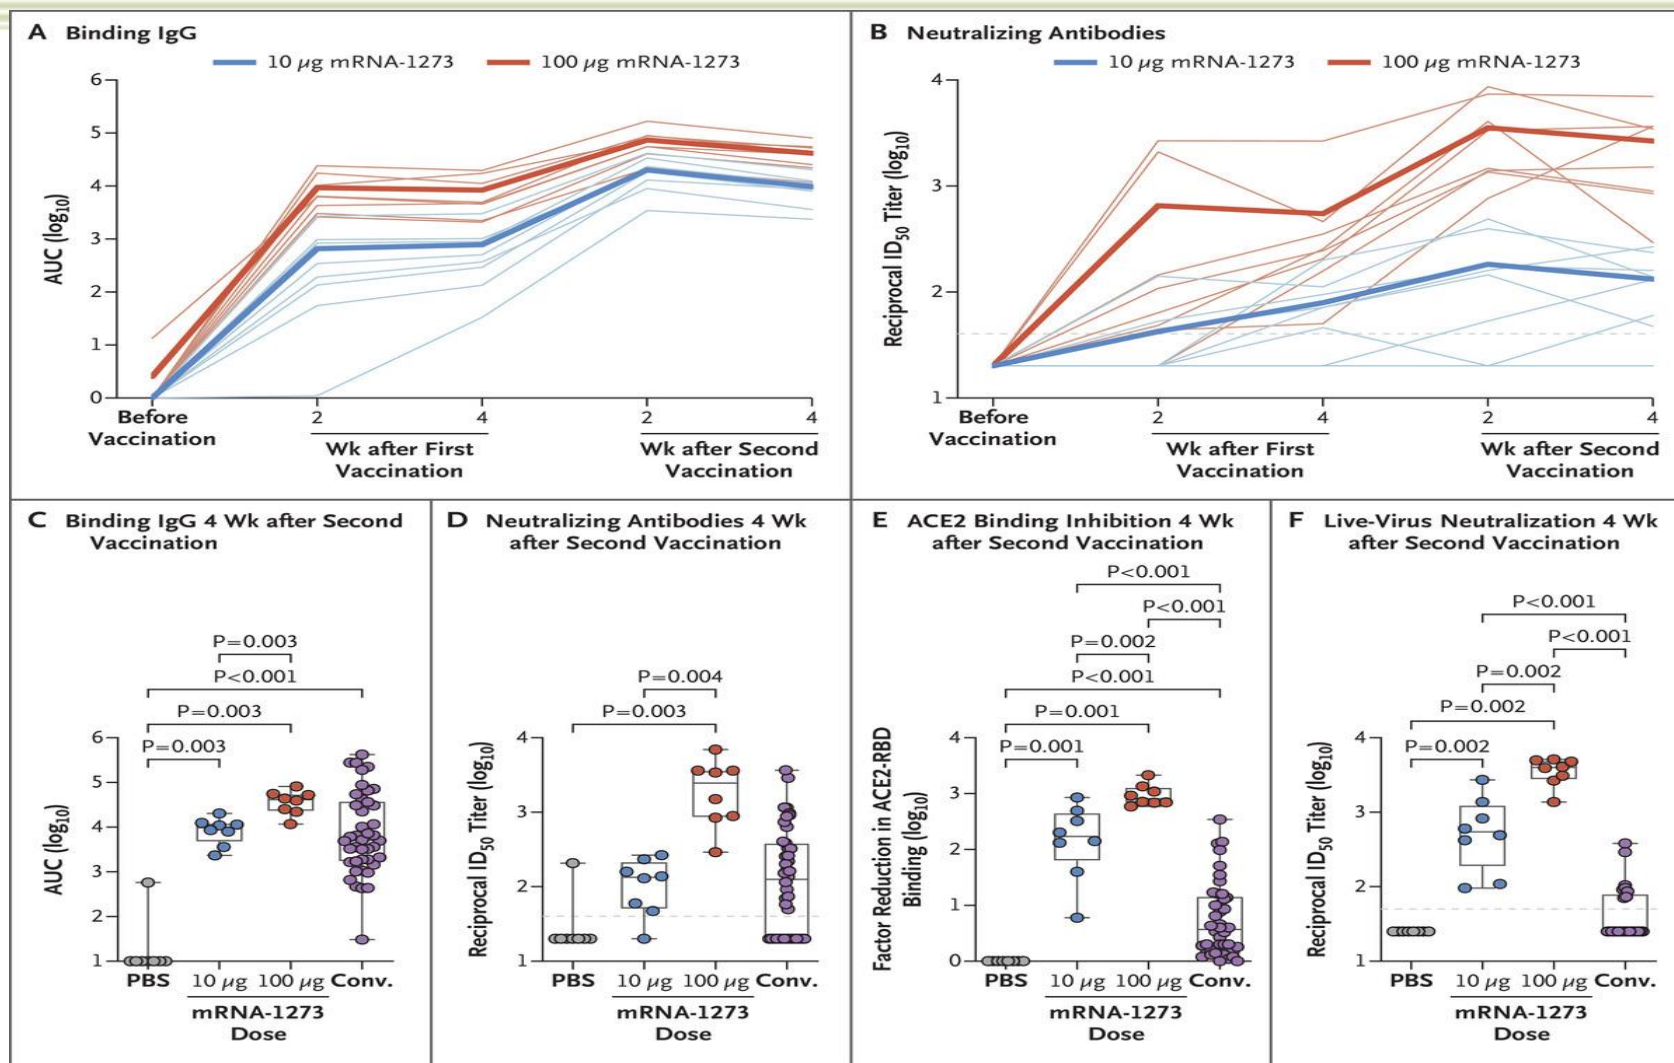 A Binding IgG
10 µg mRNA-1273 100 µg mRNA-1273
AUC (log10)
6
5
4
3
2
1
0
Before
Vaccination
2 4 2 4
Wk after First
Vaccination
Wk after Second
Vaccination
B Neutralizing Antibodies
10 µg mRNA-1273 100 µg mRNA-1273
Reciprocal ID50 Titer (log10)
4
3
2
1
Before
Vaccination
2 4 2 4
Wk after First
Vaccination
Wk after Second
Vaccination
C Binding IgG 4 Wk after Second
Vaccination
P=0.003
P<0.001
P=0.003
P=0.003
AUC (log10)
6
5
4
3
2
1
PBS 10 µg 100 µg Conv.
mRNA-1273
Dose
D Neutralizing Antibodies 4 Wk
after Second Vaccination
P=0.004
P=0.003
Reciprocal ID50 Titer (log10)
4
3
2
1
PBS 10 µg 100 µg Conv.
mRNA-1273
Dose
E ACE2 Binding Inhibition 4 Wk
after Second Vaccination
P<0.001
P<0.001
P=0.002
P<0.001
P=0.001
P=0.001
Factor Reduction in ACE2-RBD
Binding (log10)
4
3
2
1
0
PBS 10 µg 100 µg Conv.
mRNA-1273
Dose
F Live-Virus Neutralization 4 Wk
after Second Vaccination
P<0.001
P<0.001
P=0.002
P=0.002
P=0.002
Reciprocal ID50 Titer (log10)
4
3
2
1
PBS 10 µg 100 µg Conv.
mRNA-1273
Dose